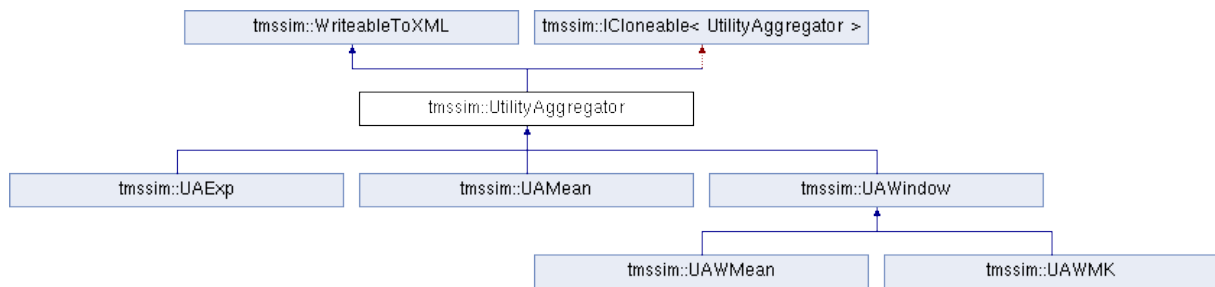 tmssim::WriteableToXML
tmssim::ICloneable< UtilityAggregator >
tmssim::UtilityAggregator
tmssim::UAExp
tmssim::UAMean
tmssim::UAWindow
tmssim::UAWMean
tmssim::UAWMK